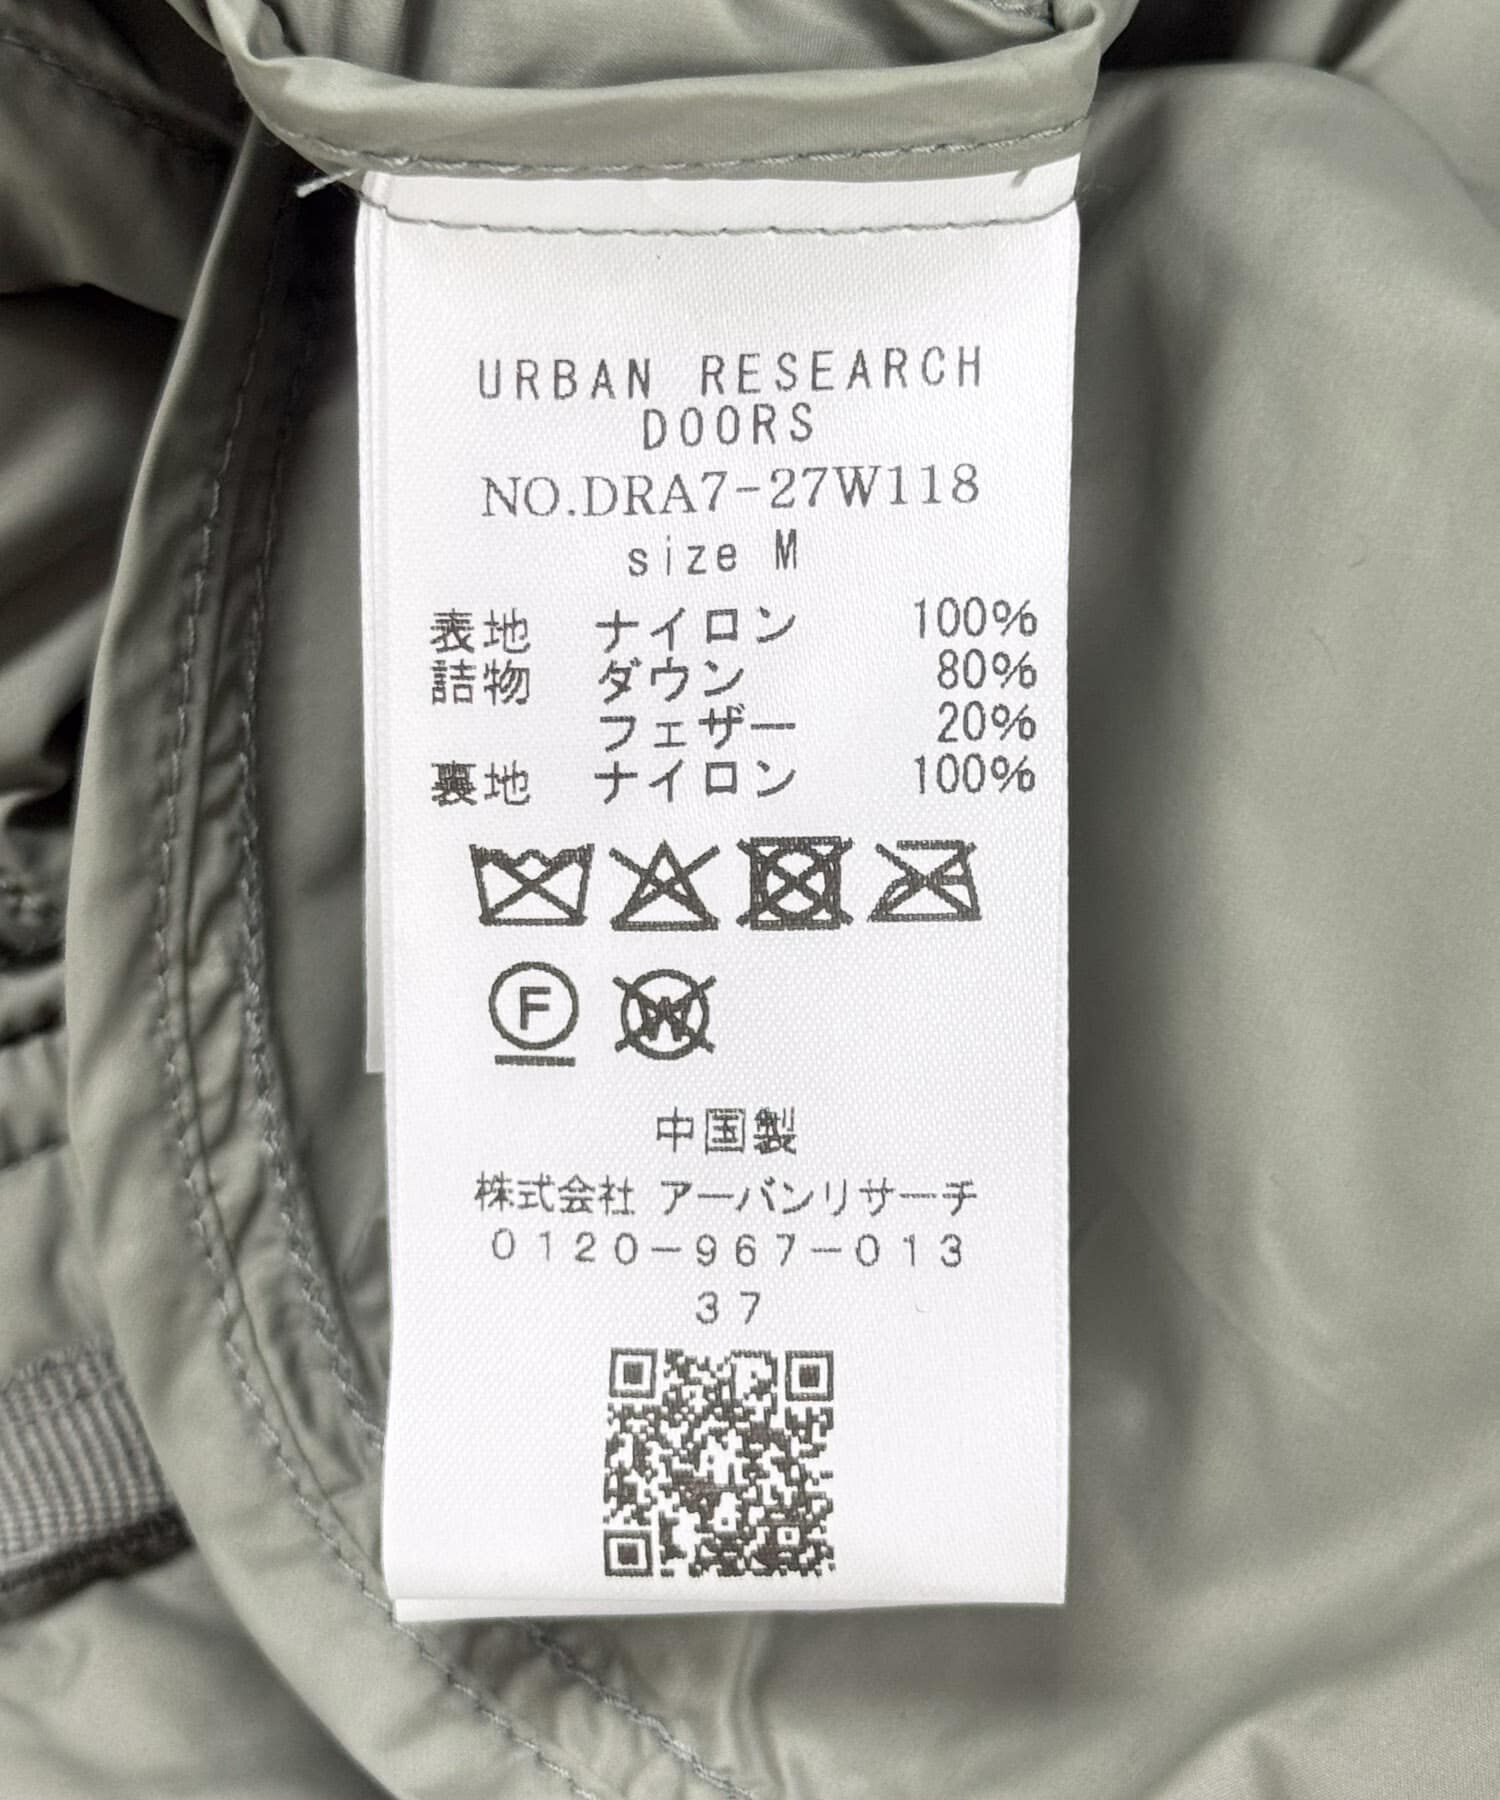 URBAN RESEARCH
DOORS
NO.DRA7-27W118
size M
表地 ナイロン 100%
詰物 ダウン 80%
フェザー 20%
裏地 ナイロン 100%
F
W
中国製
株式会社 アーバンリサーチ
0120-967-013
37